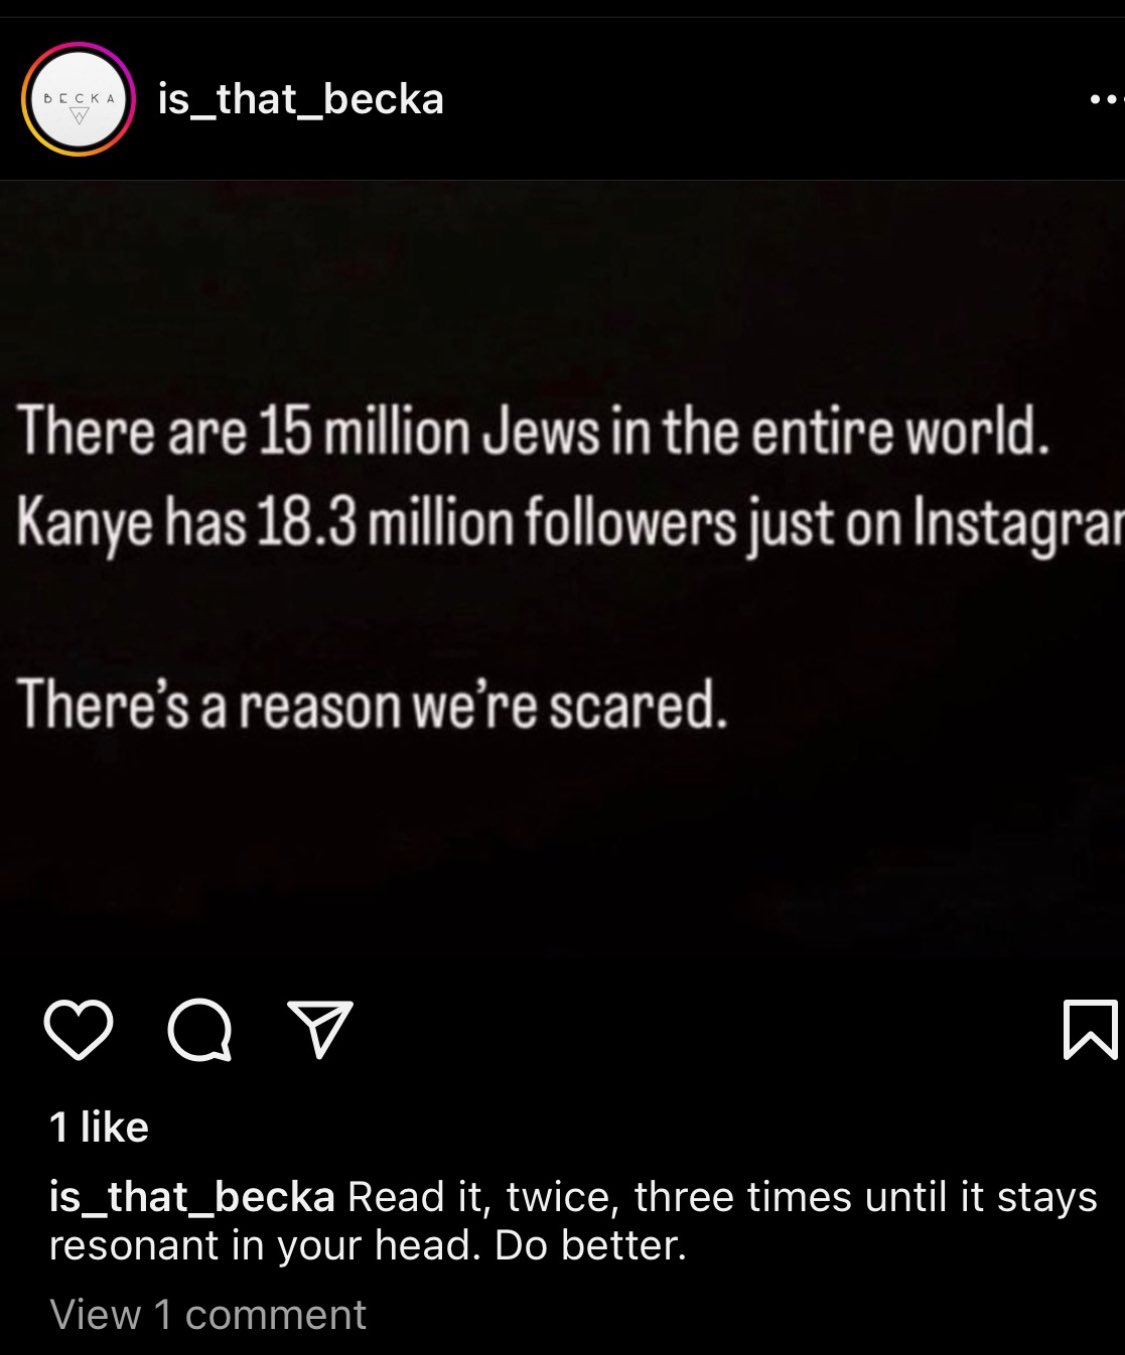 BECKA
is_that_becka
There are 15 million Jews in the entire world.
Kanye has 18.3 million followers just on
There's a reason we're scared.
1 like
is_that_becka Read it, twice, three times until it stays
resonant in your head. Do better.
View 1 comment